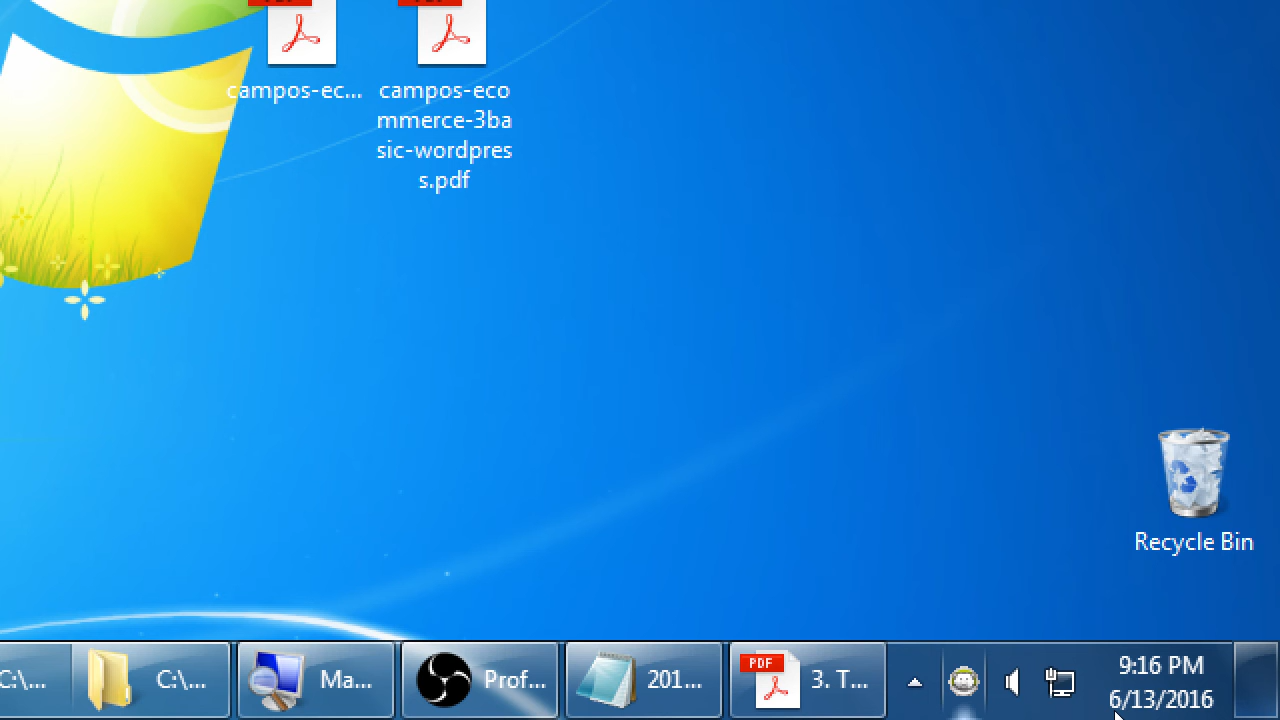 campos-ec...
campos-eco
mmerce-3ba
sic-wordpres
s.pdf
Recycle Bin
C:\...
C:\...
Ma...
Prof...
201...
PDF
3. T...
9:16 PM
6/13/2016